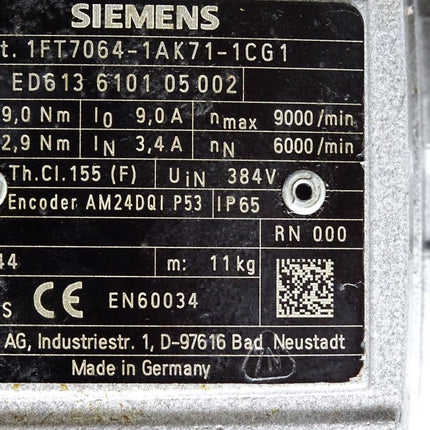 SIEMENS
t. 1FT7064-1AK71-1CG1
ED613 6101 05 002
9,0 Nm I0 9,0 A nmax 9000/min
2,9 Nm IN 3,4 A nN 6000/min
Th.Cl.155 (F) UiN 384V
Encoder AM24DQI P53 IP65
RN 000
44 m: 11kg
S CE EN60034
AG, Industriestr. 1, D-97616 Bad Neustadt
Made in Germany